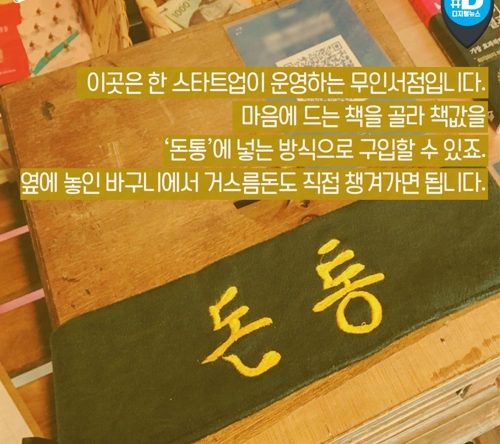 #D
디지털뉴스
이곳은 한 스타트업이 운영하는 무인서점입니다.
마음에 드는 책을 골라 책값을
‘돈통’에 넣는 방식으로 구입할 수 있죠.
옆에 놓인 바구니에서 거스름돈도 직접 챙겨가면 됩니다.
돈통